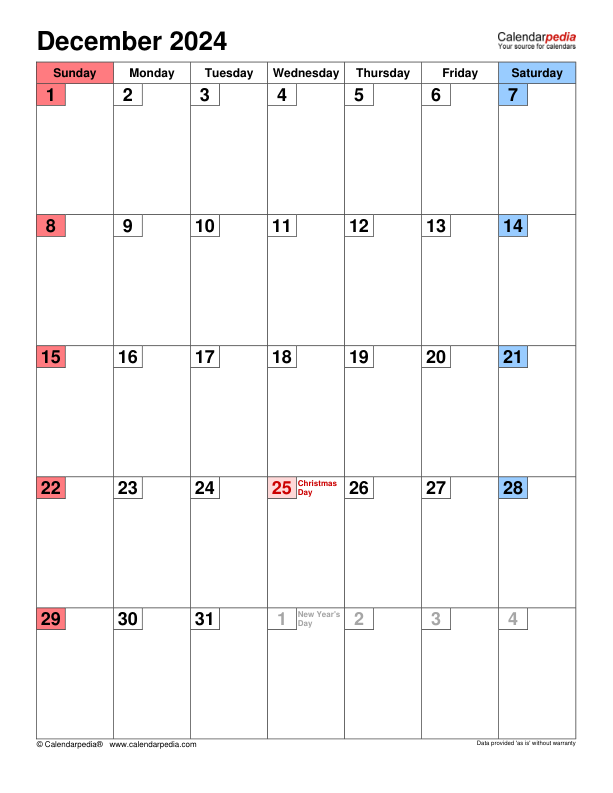 December 2024
Calendarpedia
Your source for calendars
Sunday Monday Tuesday Wednesday Thursday Friday Saturday
1 2 3 4 5 6 7
8 9 10 11 12 13 14
15 16 17 18 19 20 21
22 23 24 25 Christmas Day 26 27 28
29 30 31 1 New Year's Day 2 3 4
© Calendarpedia® www.calendarpedia.com
Data provided 'as is' without warranty